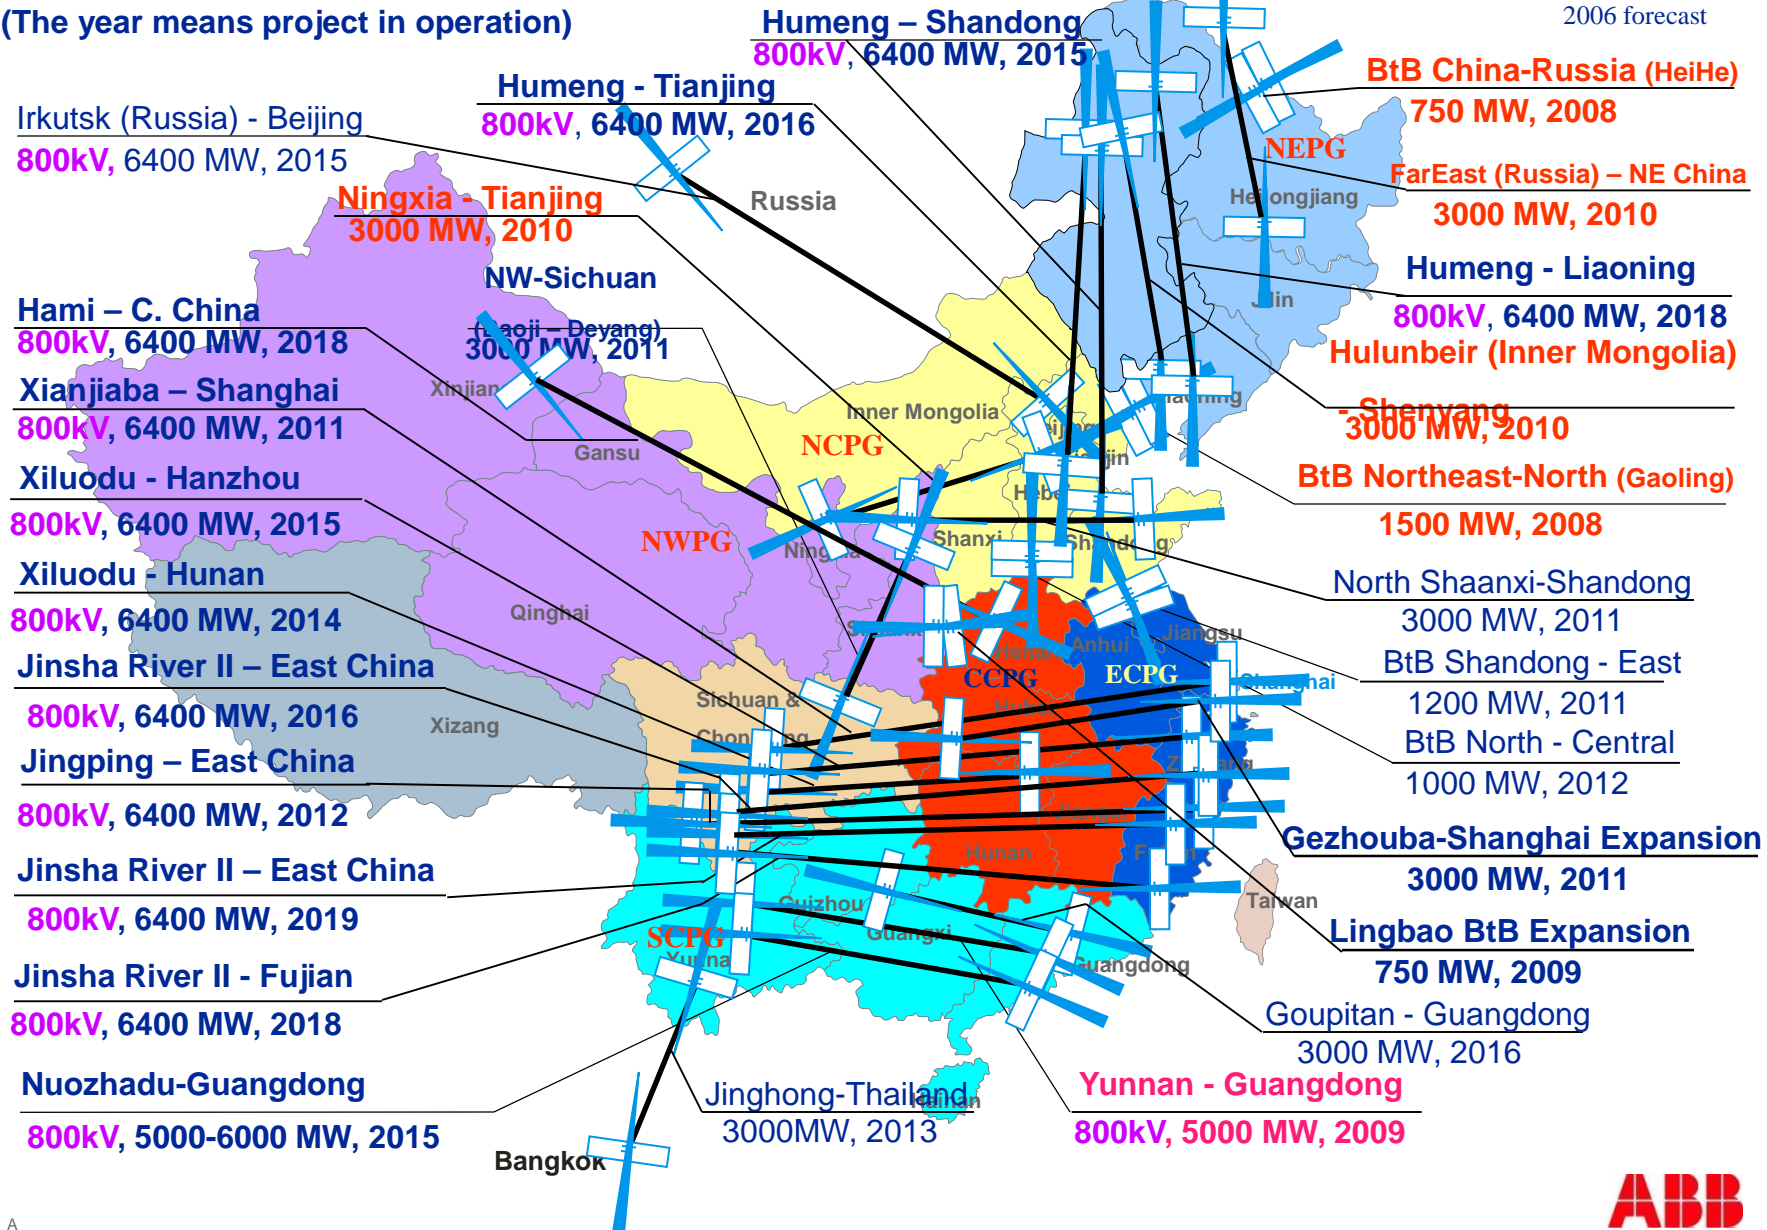 (The year means project in operation)
2006 forecast
Humeng – Shandong
800kV, 6400 MW, 2015
Humeng - Tianjing
800kV, 6400 MW, 2016
Irkutsk (Russia) - Beijing
800kV, 6400 MW, 2015
Ningxia - Tianjing
3000 MW, 2010
NW-Sichuan
(Baoji – Deyang)
3000 MW, 2011
Hami – C. China
800kV, 6400 MW, 2018
Xianjiaba – Shanghai
800kV, 6400 MW, 2011
Xiluodu - Hanzhou
800kV, 6400 MW, 2015
Xiluodu - Hunan
800kV, 6400 MW, 2014
Jinsha River II – East China
800kV, 6400 MW, 2016
Jingping – East China
800kV, 6400 MW, 2012
Jinsha River II – East China
800kV, 6400 MW, 2019
Jinsha River II - Fujian
800kV, 6400 MW, 2018
Nuozhadu-Guangdong
800kV, 5000-6000 MW, 2015
BtB China-Russia (HeiHe)
750 MW, 2008
FarEast (Russia) – NE China
3000 MW, 2010
Humeng - Liaoning
800kV, 6400 MW, 2018
Hulunbeir (Inner Mongolia)
- Shenyang
3000 MW, 2010
BtB Northeast-North (Gaoling)
1500 MW, 2008
North Shaanxi-Shandong
3000 MW, 2011
BtB Shandong - East
1200 MW, 2011
BtB North - Central
1000 MW, 2012
Gezhouba-Shanghai Expansion
3000 MW, 2011
Lingbao BtB Expansion
750 MW, 2009
Goupitan - Guangdong
3000 MW, 2016
Yunnan - Guangdong
800kV, 5000 MW, 2009
Jinghong-Thailand
3000MW, 2013
Bangkok
Russia
NEPG
Heilongjiang
Jilin
Inner Mongolia
NCPG
Xinjian
Gansu
NWPG
Shanxi
Qinghai
Xizang
Sichuan &
Anhui
Jiangsu
CCPG
ECPG
Shanghai
Hunan
Guizhou
Guangxi
SCPG
Guangdong
Taiwan
Hainan
ABB
A